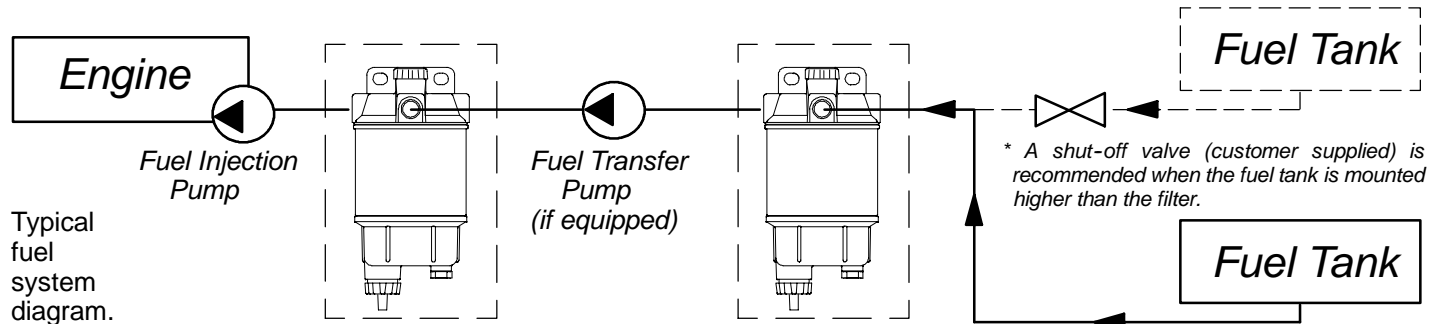 Engine
Fuel Injection
Pump
Fuel Transfer
Pump
(if equipped)
Fuel Tank
* A shut-off valve (customer supplied) is
recommended when the fuel tank is mounted
higher than the filter.
Fuel Tank
Typical
fuel
system
diagram.